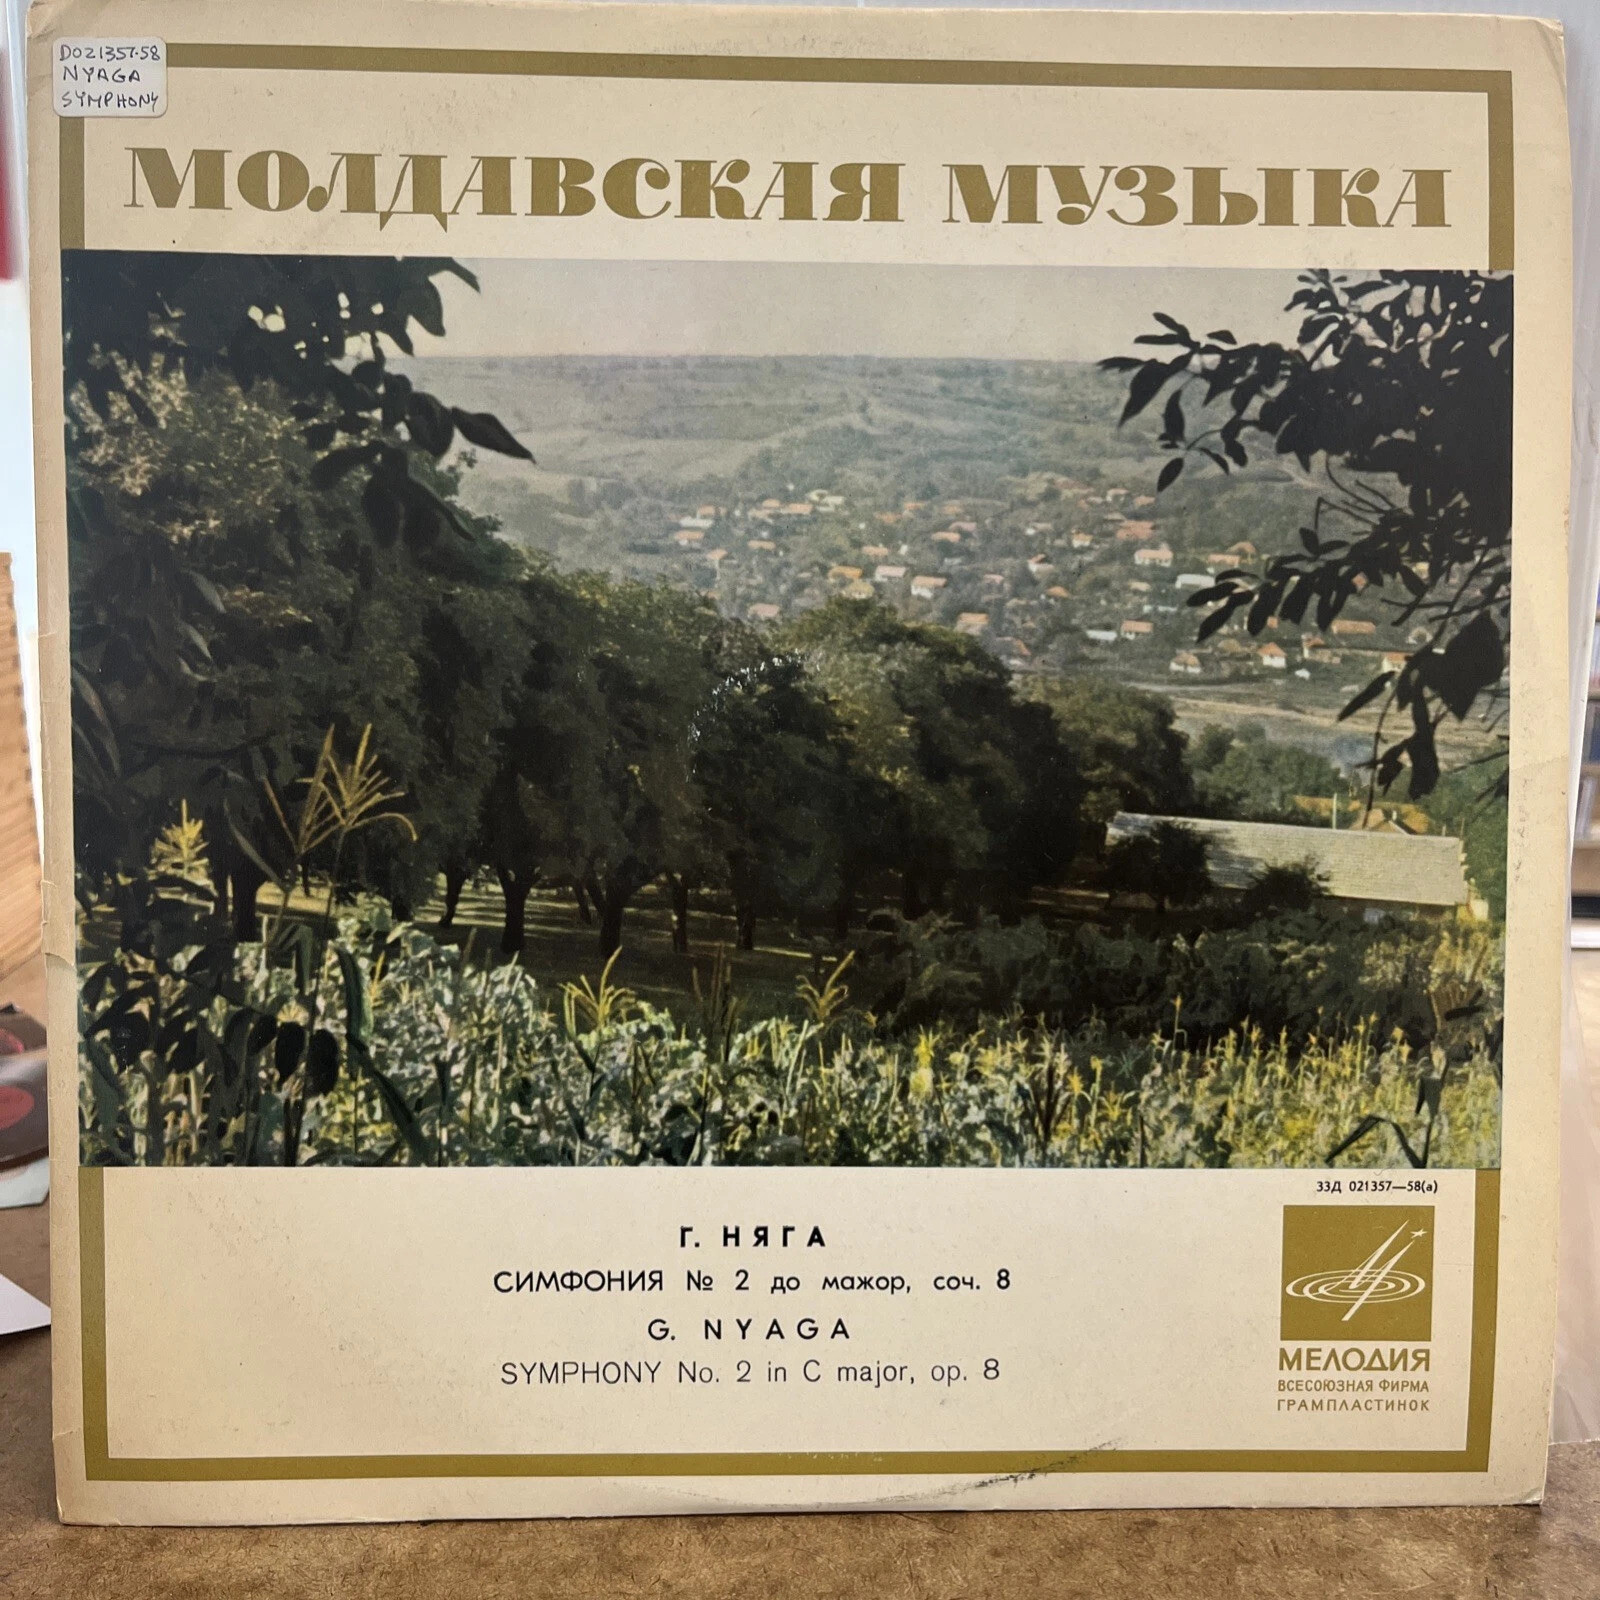 D021357-58
NYAGA
SYMPHONY
МОЛДАВСКАЯ МУЗЫКА
33Д 021357—58(а)
Г. НЯГА
СИМФОНИЯ № 2 до мажор, соч. 8
G. NYAGA
SYMPHONY No. 2 in C major, op. 8
МЕЛОДИЯ
ВСЕСОЮЗНАЯ ФИРМА
ГРАМПЛАСТИНОК